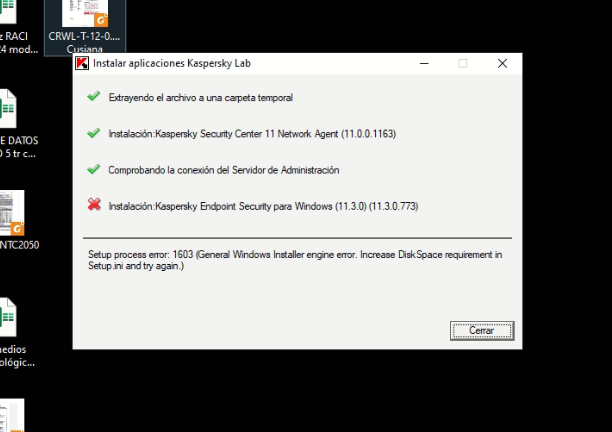 z RACI
24 mod...
CRWL-T-12-0....
Cusiana
Instalar aplicaciones Kaspersky Lab
Extrayendo el archivo a una carpeta temporal
E DATOS
O 5 tr c...
Instalación:Kaspersky Security Center 11 Network Agent (11.0.0.1163)
Comprobando la conexión del Servidor de Administración
Instalación:Kaspersky Endpoint Security para Windows (11.3.0) (11.3.0.773)
NTC2050
Setup process error: 1603 (General Windows Installer engine error. Increase DiskSpace requirement in
Setup.ini and try again.)
Cerrar
nedios
ológic...